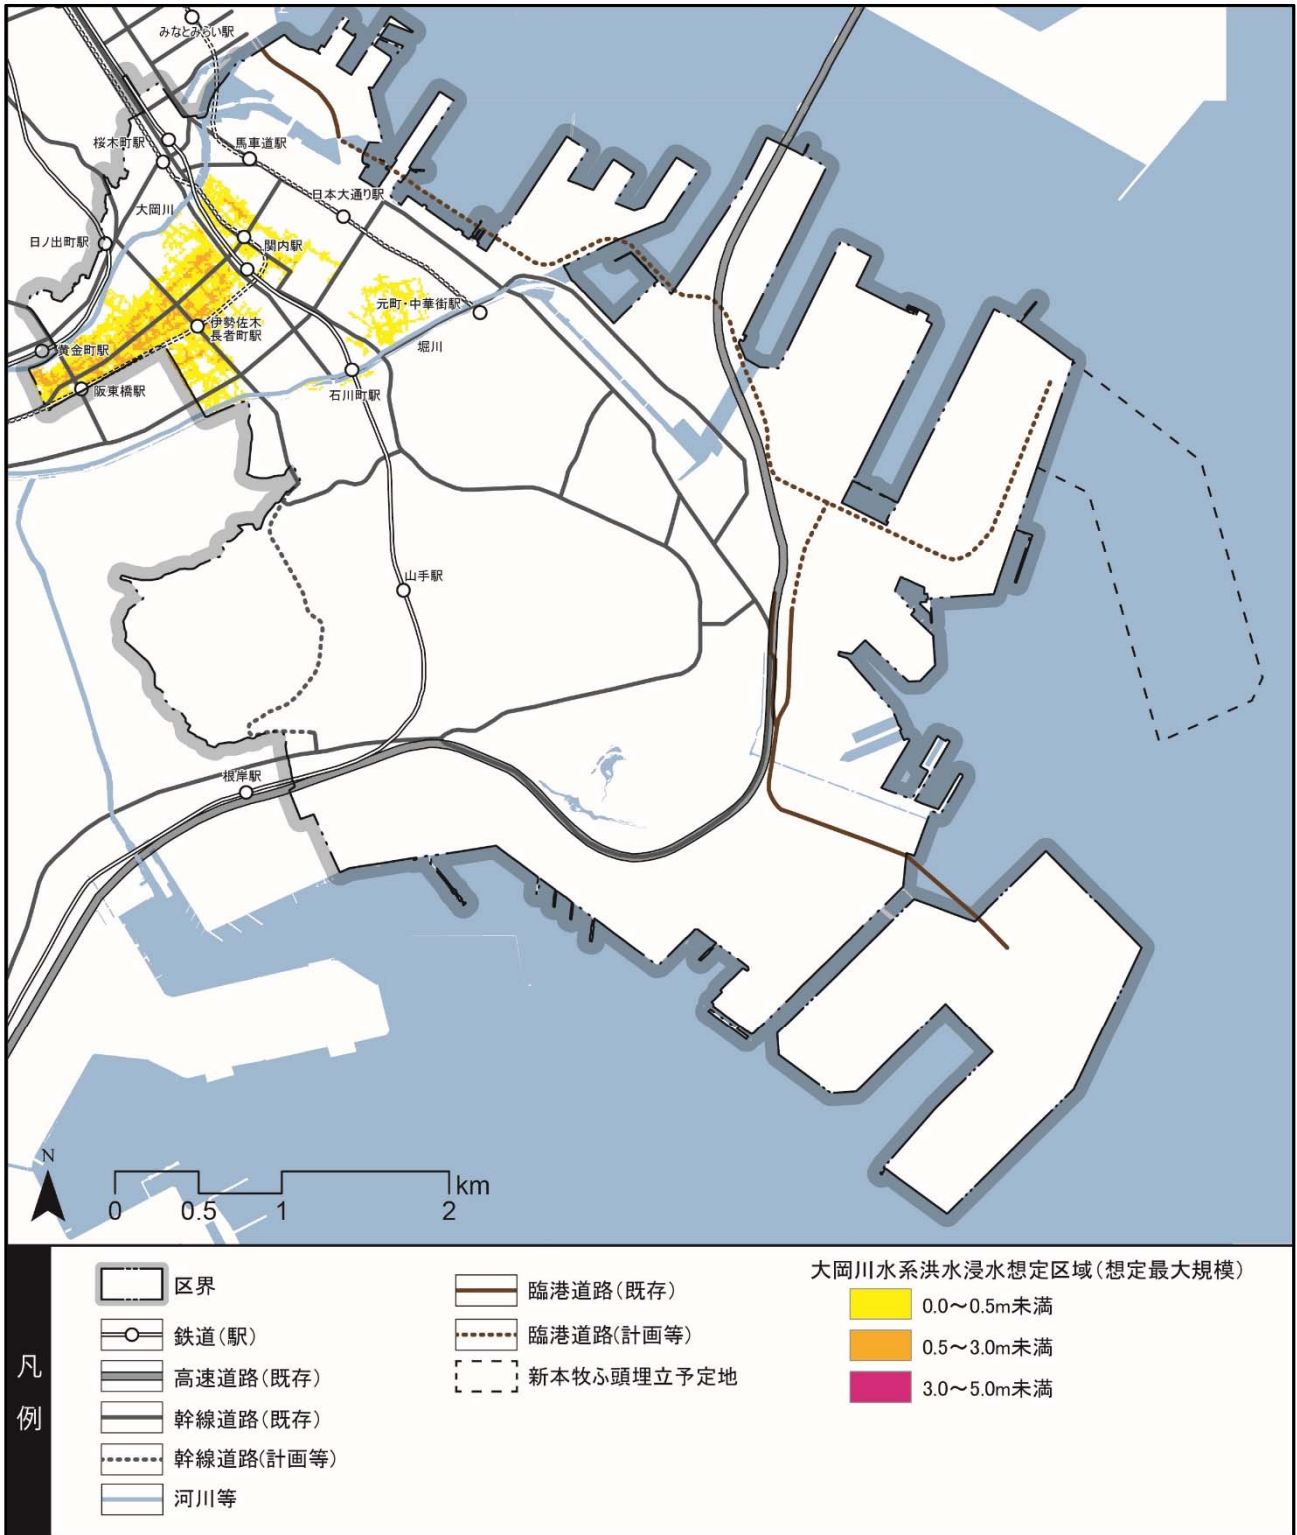 みなとみらい駅
桜木町駅
馬車道駅
大岡川
日本大通り駅
日ノ出町駅
関内駅
元町・中華街駅
伊勢佐木
長者町駅
堀川
黄金町駅
阪東橋駅
石川町駅
山手駅
根岸駅
N
km
0
0.5
1
2
凡
例
区界
鉄道(駅)
高速道路(既存)
幹線道路(既存)
幹線道路(計画等)
河川等
臨港道路(既存)
臨港道路(計画等)
新本牧ふ頭埋立予定地
大岡川水系洪水浸水想定区域(想定最大規模)
0.0〜0.5m未満
0.5〜3.0m未満
3.0〜5.0m未満